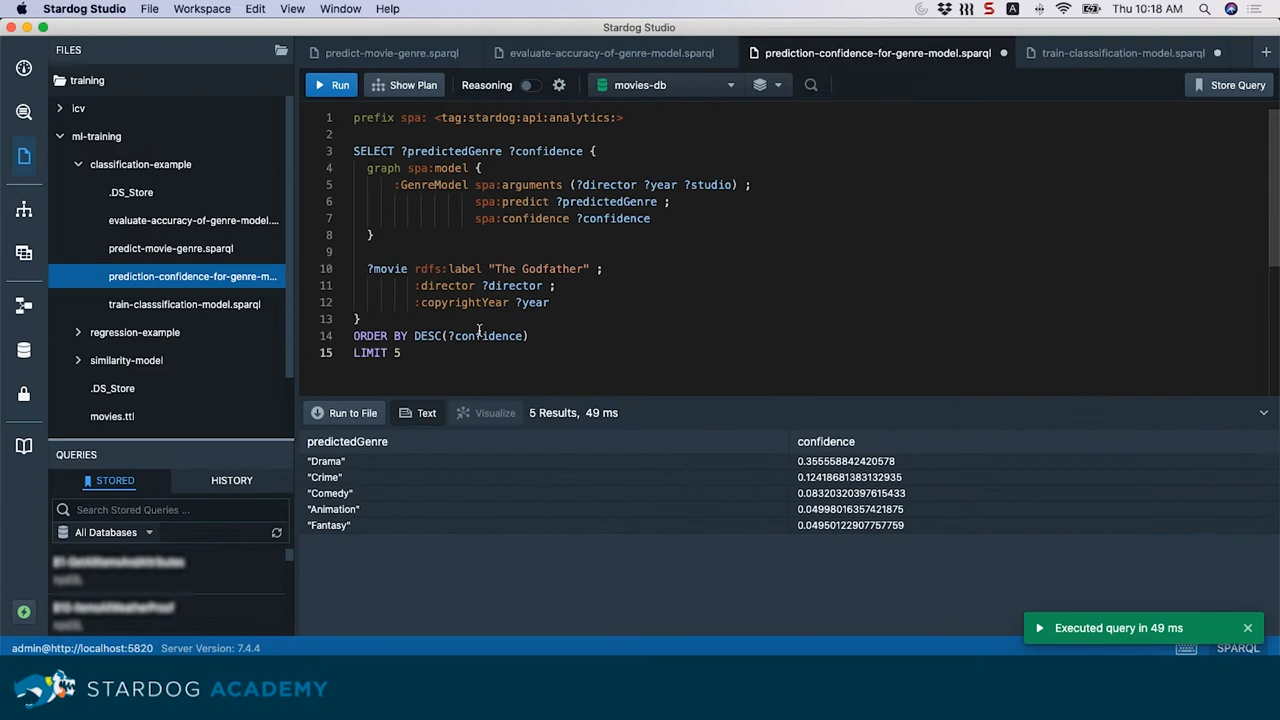 Stardog Studio File Workspace Edit View Window Help
Thu 10:18 AM
Stardog Studio
FILES
training
icv
ml-training
classification-example
.DS_Store
evaluate-accuracy-of-genre-model....
predict-movie-genre.sparql
prediction-confidence-for-genre-m...
train-classsification-model.sparql
regression-example
similarity-model
.DS_Store
movies.ttl
QUERIES
STORED HISTORY
Search Stored Queries ...
All Databases
predict-movie-genre.sparql evaluate-accuracy-of-genre-model.sparql prediction-confidence-for-genre-model.sparql train-classsification-model.sparql
Run Show Plan Reasoning movies-db Store Query
1 prefix spa: <tag:stardog:api:analytics:>
2
3 SELECT ?predictedGenre ?confidence {
4 graph spa:model {
5 :GenreModel spa:arguments (?director ?year ?studio) ;
6 spa:predict ?predictedGenre ;
7 spa:confidence ?confidence
8 }
9
10 ?movie rdfs:label "The Godfather" ;
11 :director ?director ;
12 :copyrightYear ?year
13 }
14 ORDER BY DESC(?confidence)
15 LIMIT 5
Run to File Text Visualize 5 Results, 49 ms
predictedGenre confidence
"Drama" 0.355558842420578
"Crime" 0.12418681383132935
"Comedy" 0.08320320397615433
"Animation" 0.04998016357421875
"Fantasy" 0.04950122907757759
Executed query in 49 ms
admin@http://localhost:5820 Server Version: 7.4.4 SPARQL
STARDOG ACADEMY